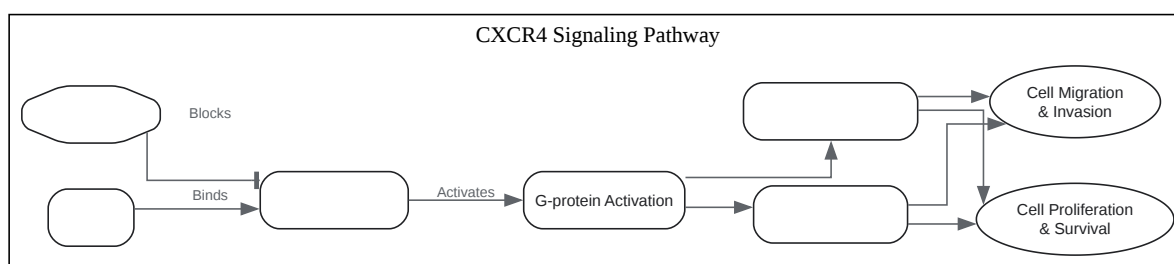 CXCR4 Signaling Pathway
Blocks
Binds
Activates
G-protein Activation
Cell Migration
& Invasion
Cell Proliferation
& Survival